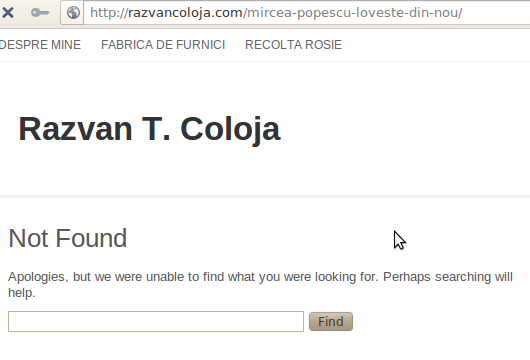 http://razvancoloja.com/mircea-popescu-loveste-din-nou/
DESPRE MINE FABRICA DE FURNICI RECOLTA ROSIE
Razvan T. Coloja
Not Found
Apologies, but we were unable to find what you were looking for. Perhaps searching will
help.
Find